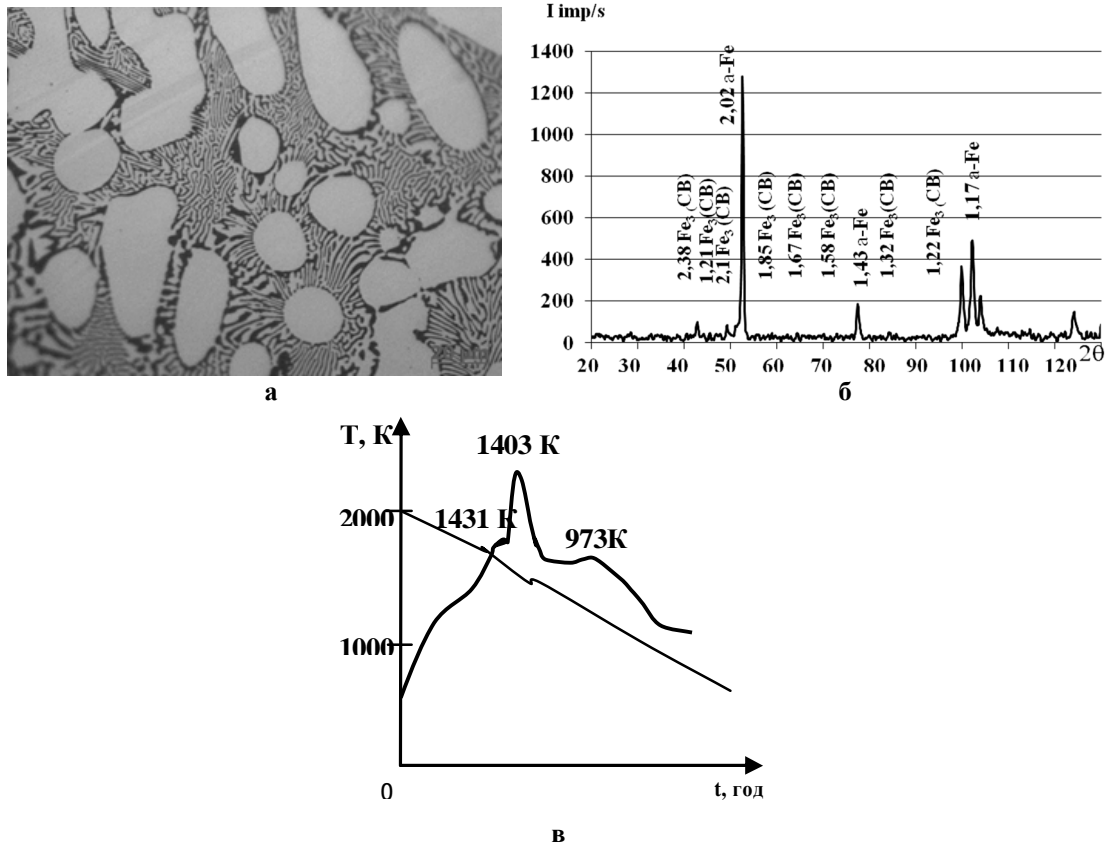 I imp/s
1400
1200
1000
800
600
400
200
0
20 30 40 50 60 70 80 90 100 110 120
2θ
2,38 Fe₃ (CB)
1,21 Fe₃(CB)
2,1Fe₃ (CB)
2,02 a-Fe
1,85 Fe₃ (CB)
1,67 Fe₃(CB)
1,58 Fe₃(CB)
1,43 a-Fe
1,32 Fe₃(CB)
1,22 Fe₃ (CB)
1,17 a-Fe
а
б
Т, К
1403 К
2000
1431 К
973К
1000
0
t, год
в